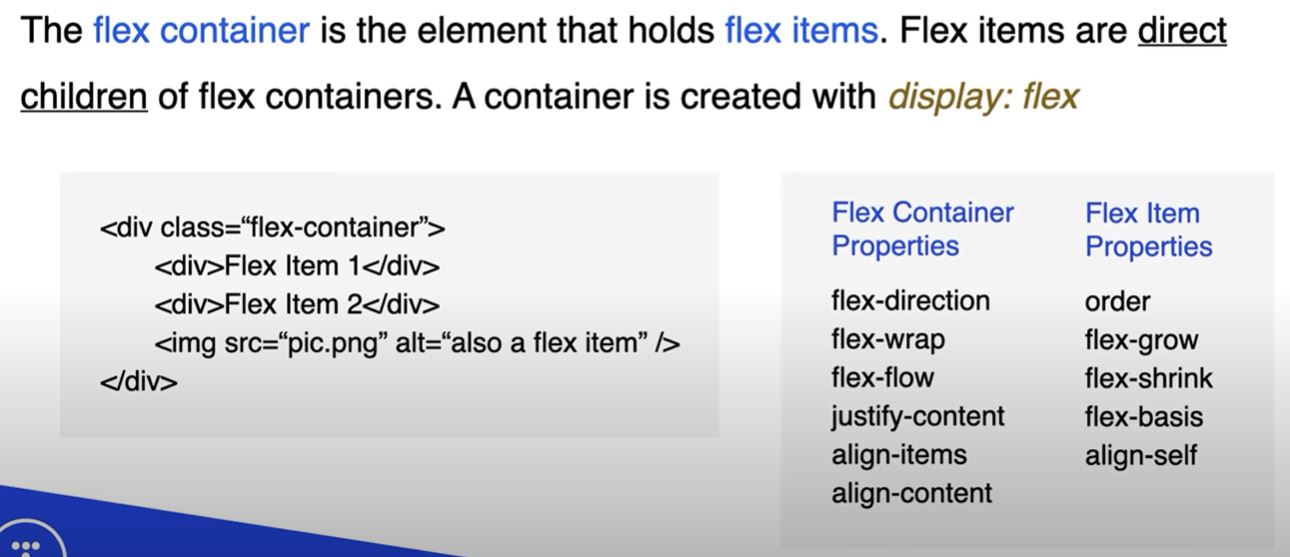 The flex container is the element that holds flex items. Flex items are direct
children of flex containers. A container is created with display: flex
<div class=“flex-container”>
<div>Flex Item 1</div>
<div>Flex Item 2</div>
<img src=“pic.png” alt=“also a flex item” />
</div>
Flex Container
Properties
flex-direction
flex-wrap
flex-flow
justify-content
align-items
align-content
Flex Item
Properties
order
flex-grow
flex-shrink
flex-basis
align-self